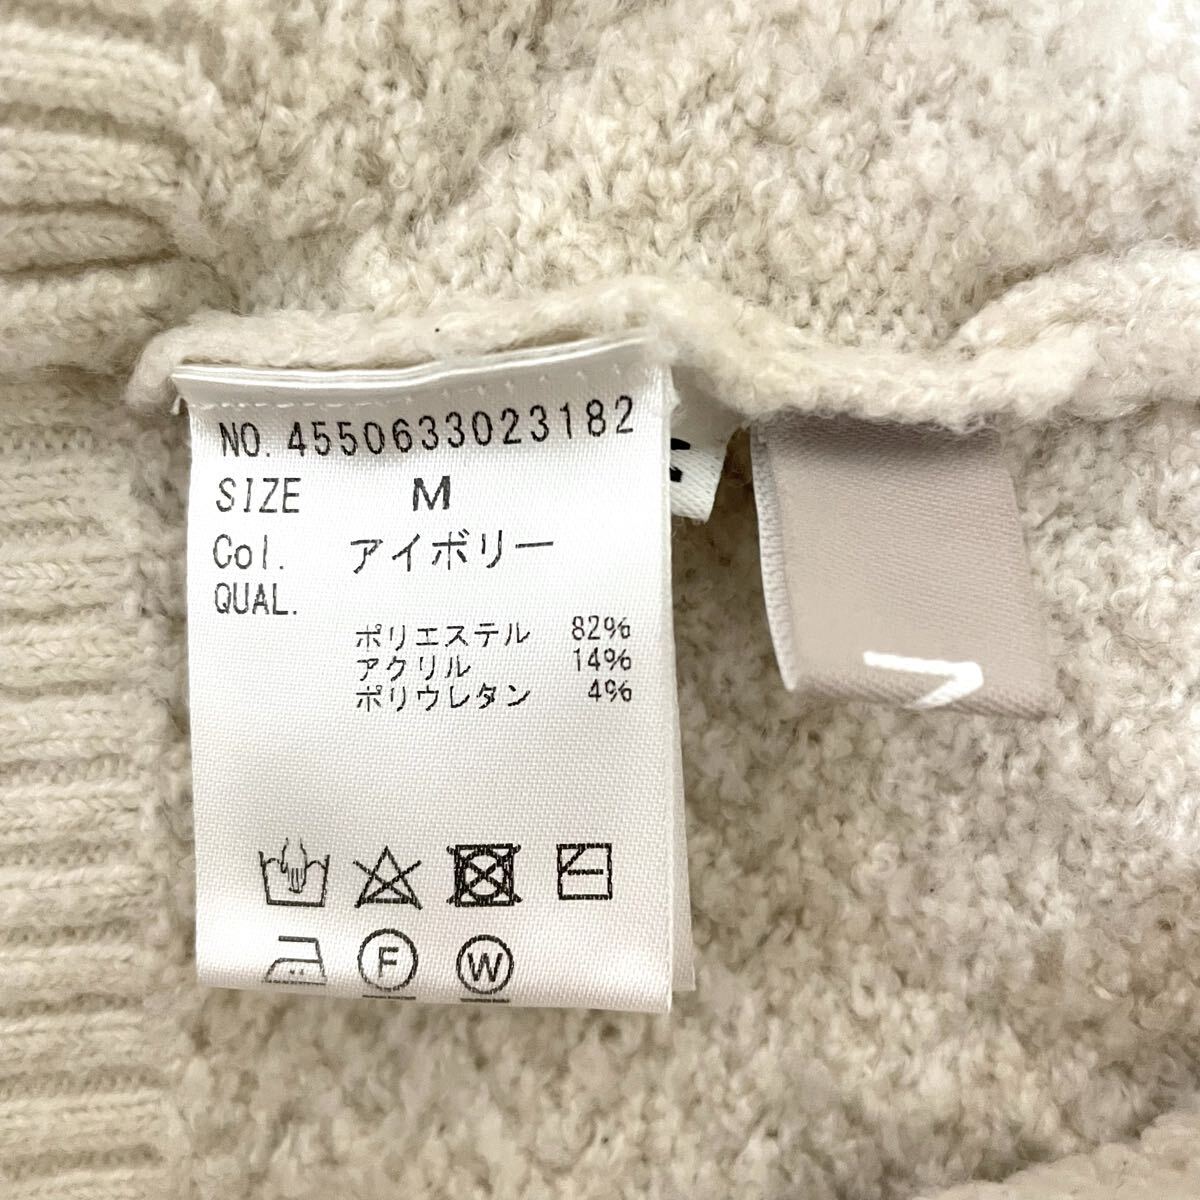 NO. 4550633023182
SIZE M
Col. アイボリー
QUAL.
ポリエステル 82%
アクリル 14%
ポリウレタン 4%
F
W